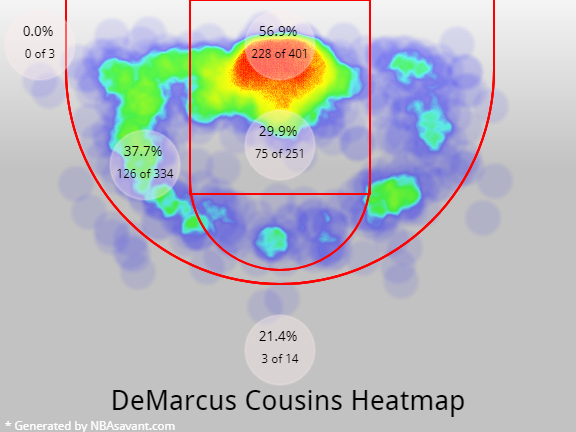 0.0%
0 of 3
56.9%
228 of 401
29.9%
75 of 251
37.7%
126 of 334
21.4%
3 of 14
DeMarcus Cousins Heatmap
* Generated by NBAsavant.com